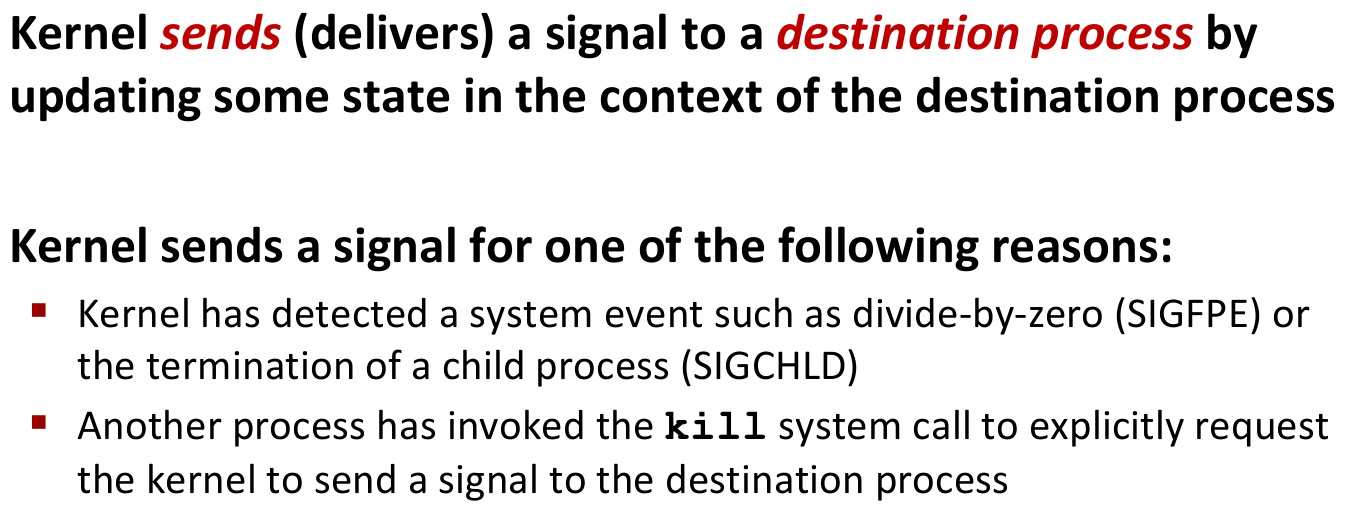 Kernel sends (delivers) a signal to a destination process by
updating some state in the context of the destination process
Kernel sends a signal for one of the following reasons:
▪ Kernel has detected a system event such as divide-by-zero (SIGFPE) or
the termination of a child process (SIGCHLD)
▪ Another process has invoked the kill system call to explicitly request
the kernel to send a signal to the destination process